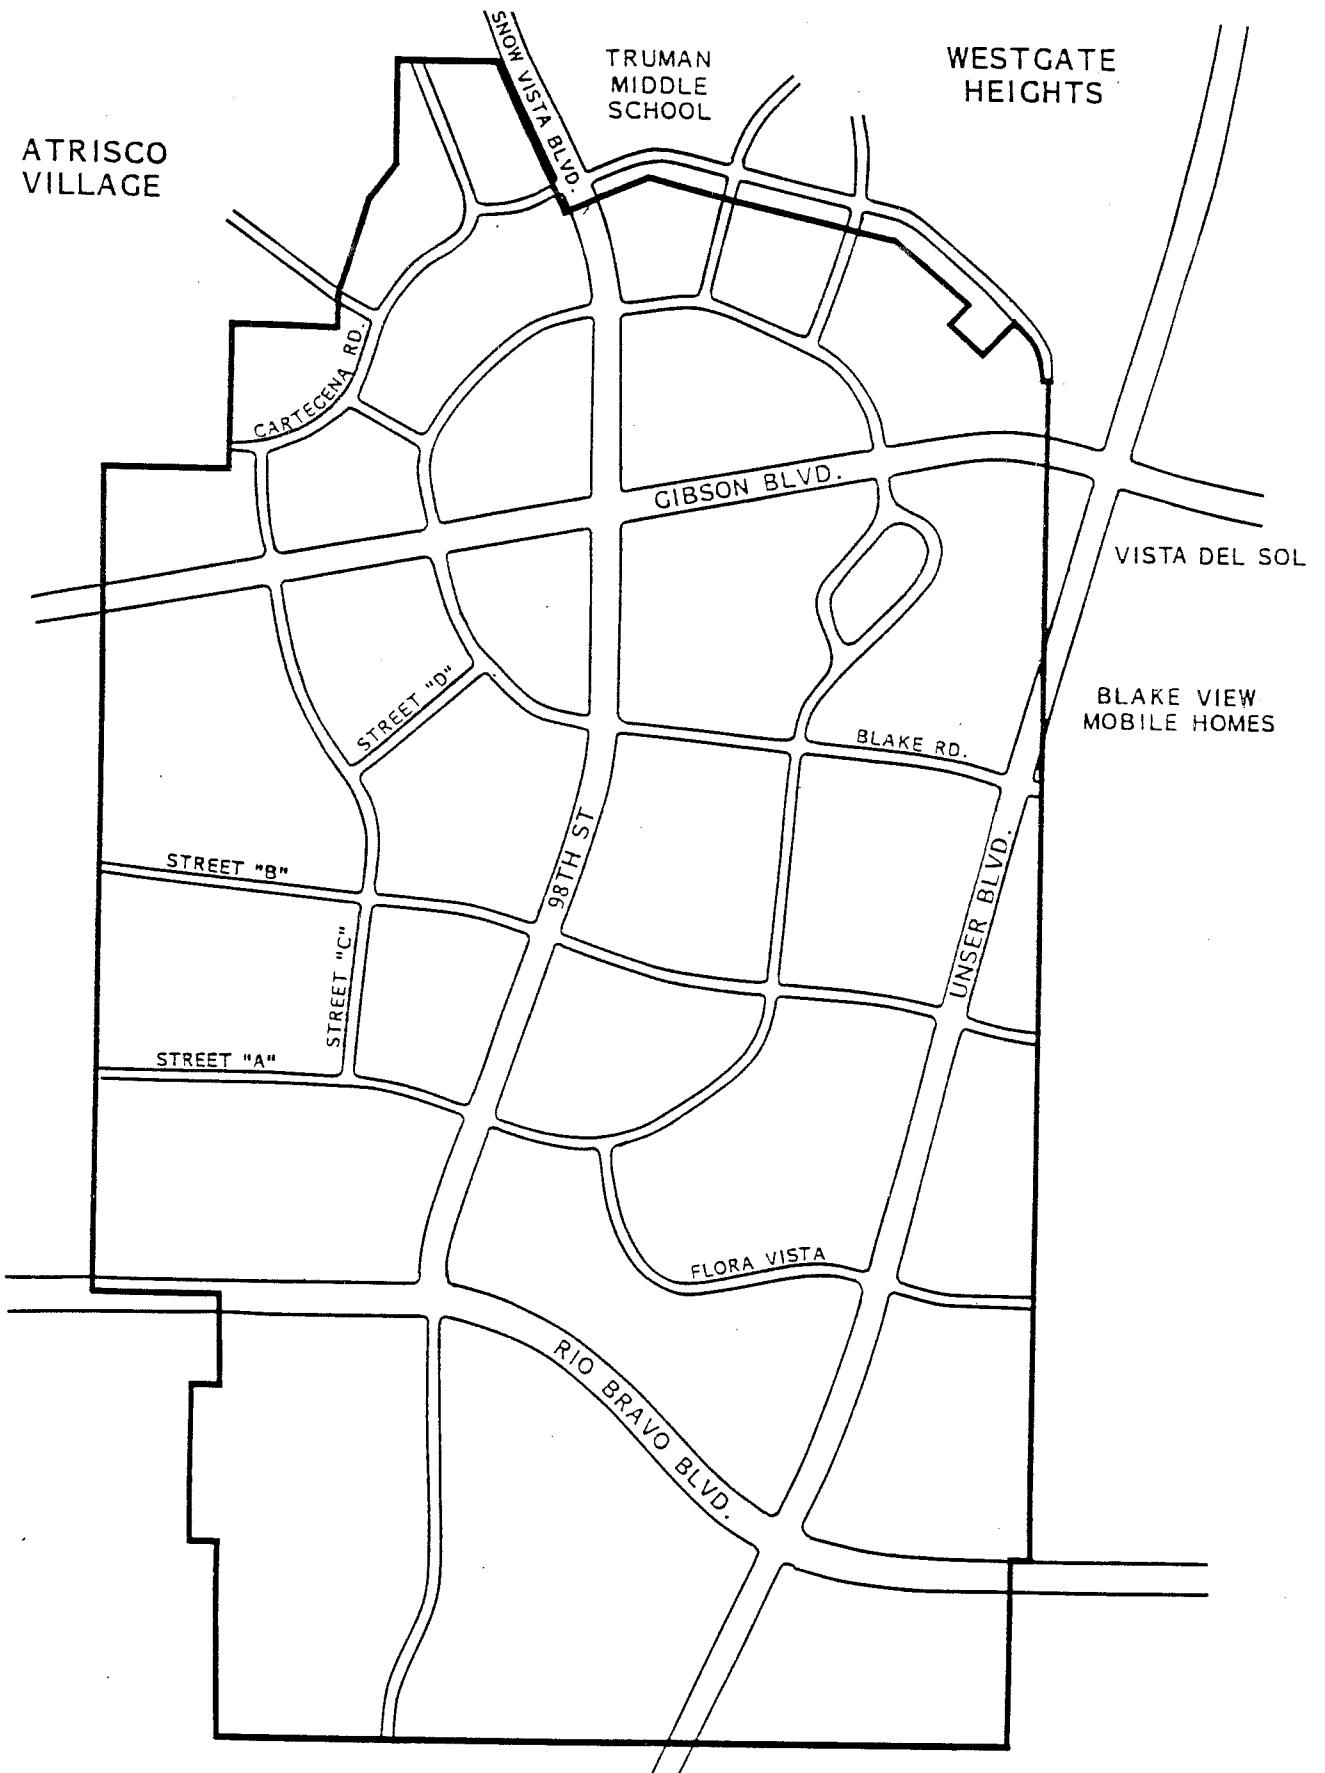 SNOW VISTA BLVD.
TRUMAN
MIDDLE
SCHOOL
WESTGATE
HEIGHTS
ATRISCO
VILLAGE
CARTEGENA RD.
GIBSON BLVD.
VISTA DEL SOL
STREET "D"
BLAKE VIEW
MOBILE HOMES
BLAKE RD.
98TH ST
STREET "B"
UNSER BLVD.
STREET "C"
STREET "A"
FLORA VISTA
RIO BRAVO BLVD.